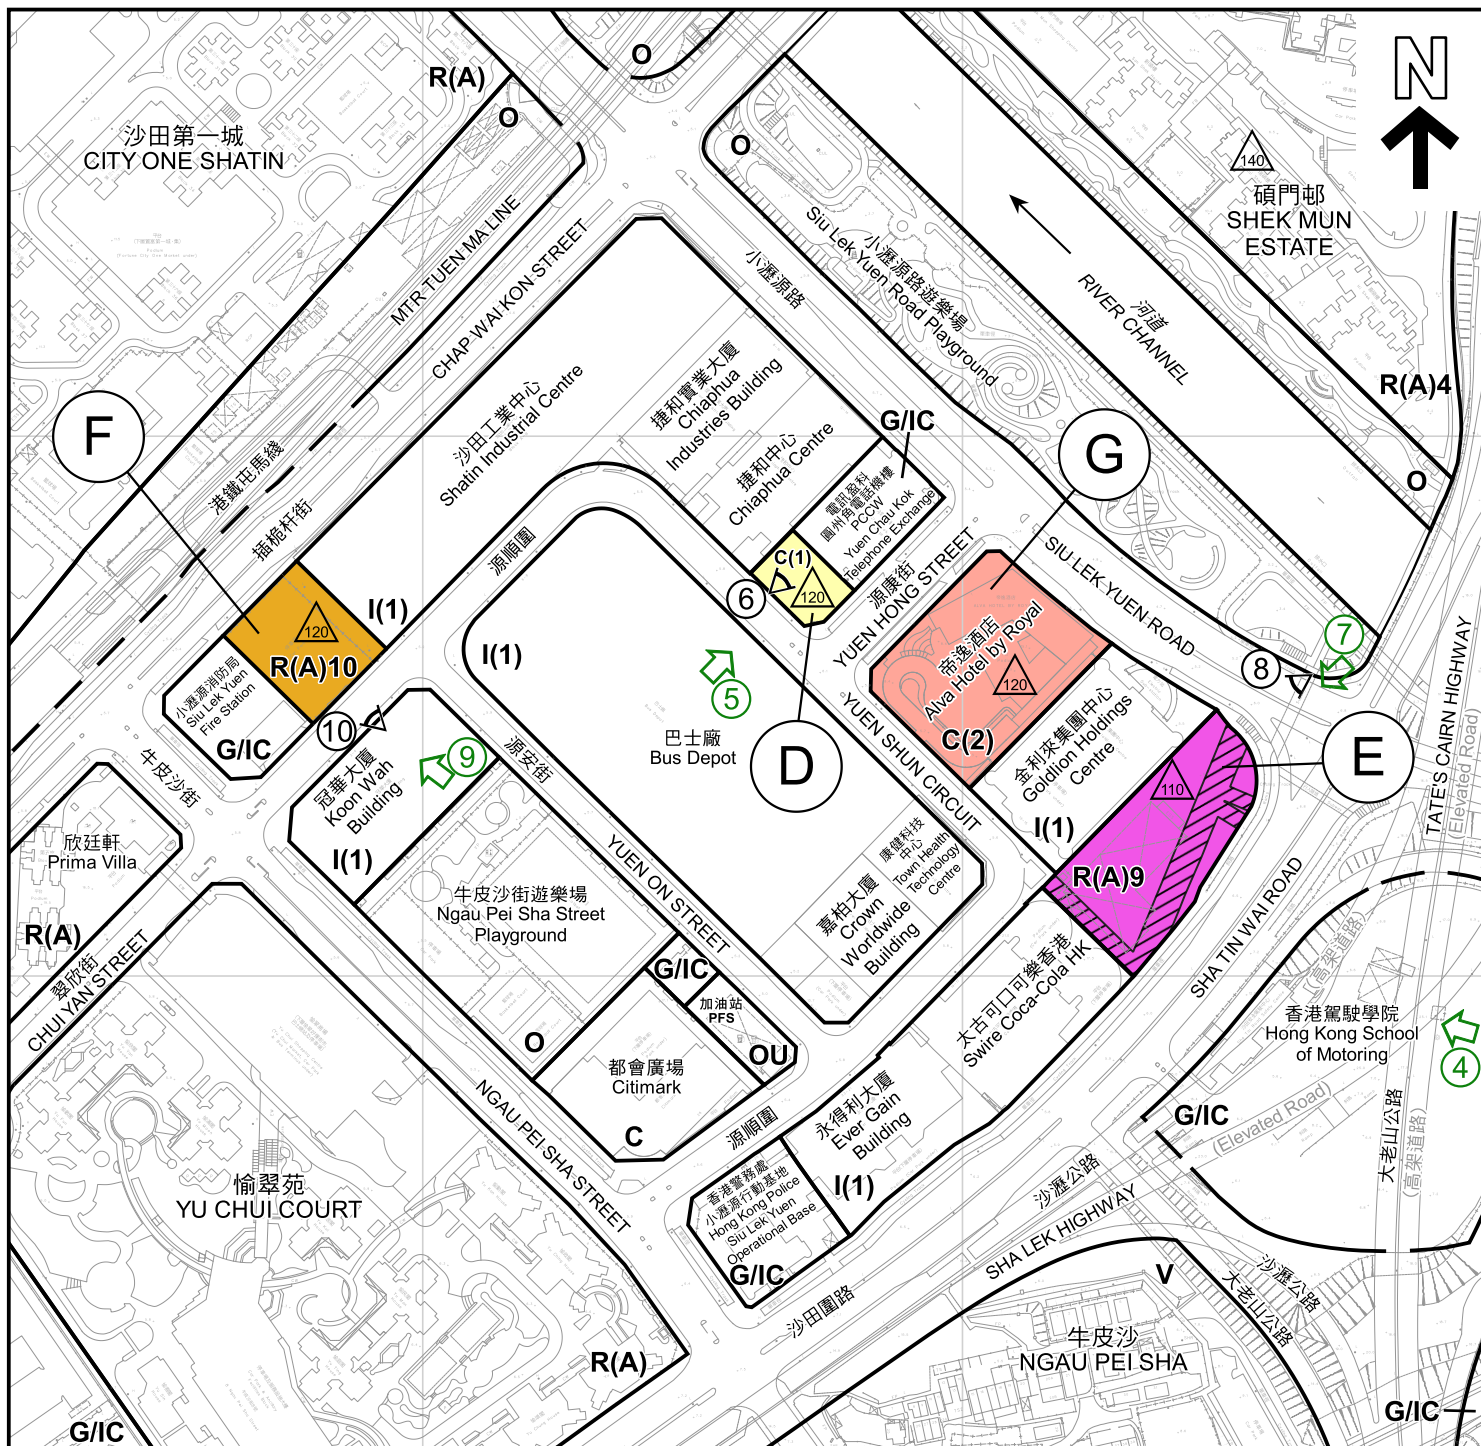 N
O
R(A)
O
沙田第一城
CITY ONE SHATIN
O
140
碩門邨
SHEK MUN
ESTATE
小瀝源路遊樂場
Siu Lek Yuen Road Playground
河道
RIVER CHANNEL
MTR TUEN MA LINE
港鐵屯馬綫
CHAP WAI KON STREET
插桅杆街
小瀝源路
SIU LEK YUEN ROAD
R(A)4
O
沙田工業中心
Shatin Industrial Centre
捷和實業大廈
Chiaphua
Industries Building
捷和中心
Chiaphua Centre
G/IC
電訊盈科
圓州角電話機樓
PCCW
Yuen Chau Kok
Telephone Exchange
F
G
源順圍
源康街
YUEN HONG STREET
C(1)
120
6
D
I(1)
120
R(A)10
小瀝源消防局
Siu Lek Yuen
Fire Station
G/IC
I(1)
5
巴士廠
Bus Depot
帝逸酒店
Alva Hotel by Royal
120
C(2)
7
8
TATE'S CAIRN HIGHWAY
(Elevated Road)
金利來集團中心
Goldlion Holdings
Centre
I(1)
E
110
R(A)9
10
9
牛皮沙街
冠華大廈
Koon Wah
Building
I(1)
源安街
YUEN ON STREET
YUEN SHUN CIRCUIT
康健科技
中心
Town Health
Technology
Centre
嘉柏大廈
Crown
Worldwide
Building
欣廷軒
Prima Villa
R(A)
翠欣街
CHUI YAN STREET
牛皮沙街遊樂場
Ngau Pei Sha Street
Playground
O
G/IC
加油站
PFS
OU
都會廣場
Citimark
C
源順圍
太古可口可樂香港
Swire Coca-Cola HK
永得利大廈
Ever Gain
Building
I(1)
SHA TIN WAI ROAD
香港駕駛學院
Hong Kong School
of Motoring
4
(高架道路)
大老山公路
(高架道路)
G/IC
(Elevated Road)
NGAU PEI SHA STREET
愉翠苑
YU CHUI COURT
香港警務處
小瀝源行動基地
Hong Kong Police
Siu Lek Yuen
Operational Base
G/IC
沙瀝公路
SHA LEK HIGHWAY
沙田圍路
V
沙瀝公路
大老山公路
牛皮沙
NGAU PEI SHA
R(A)
G/IC
G/IC